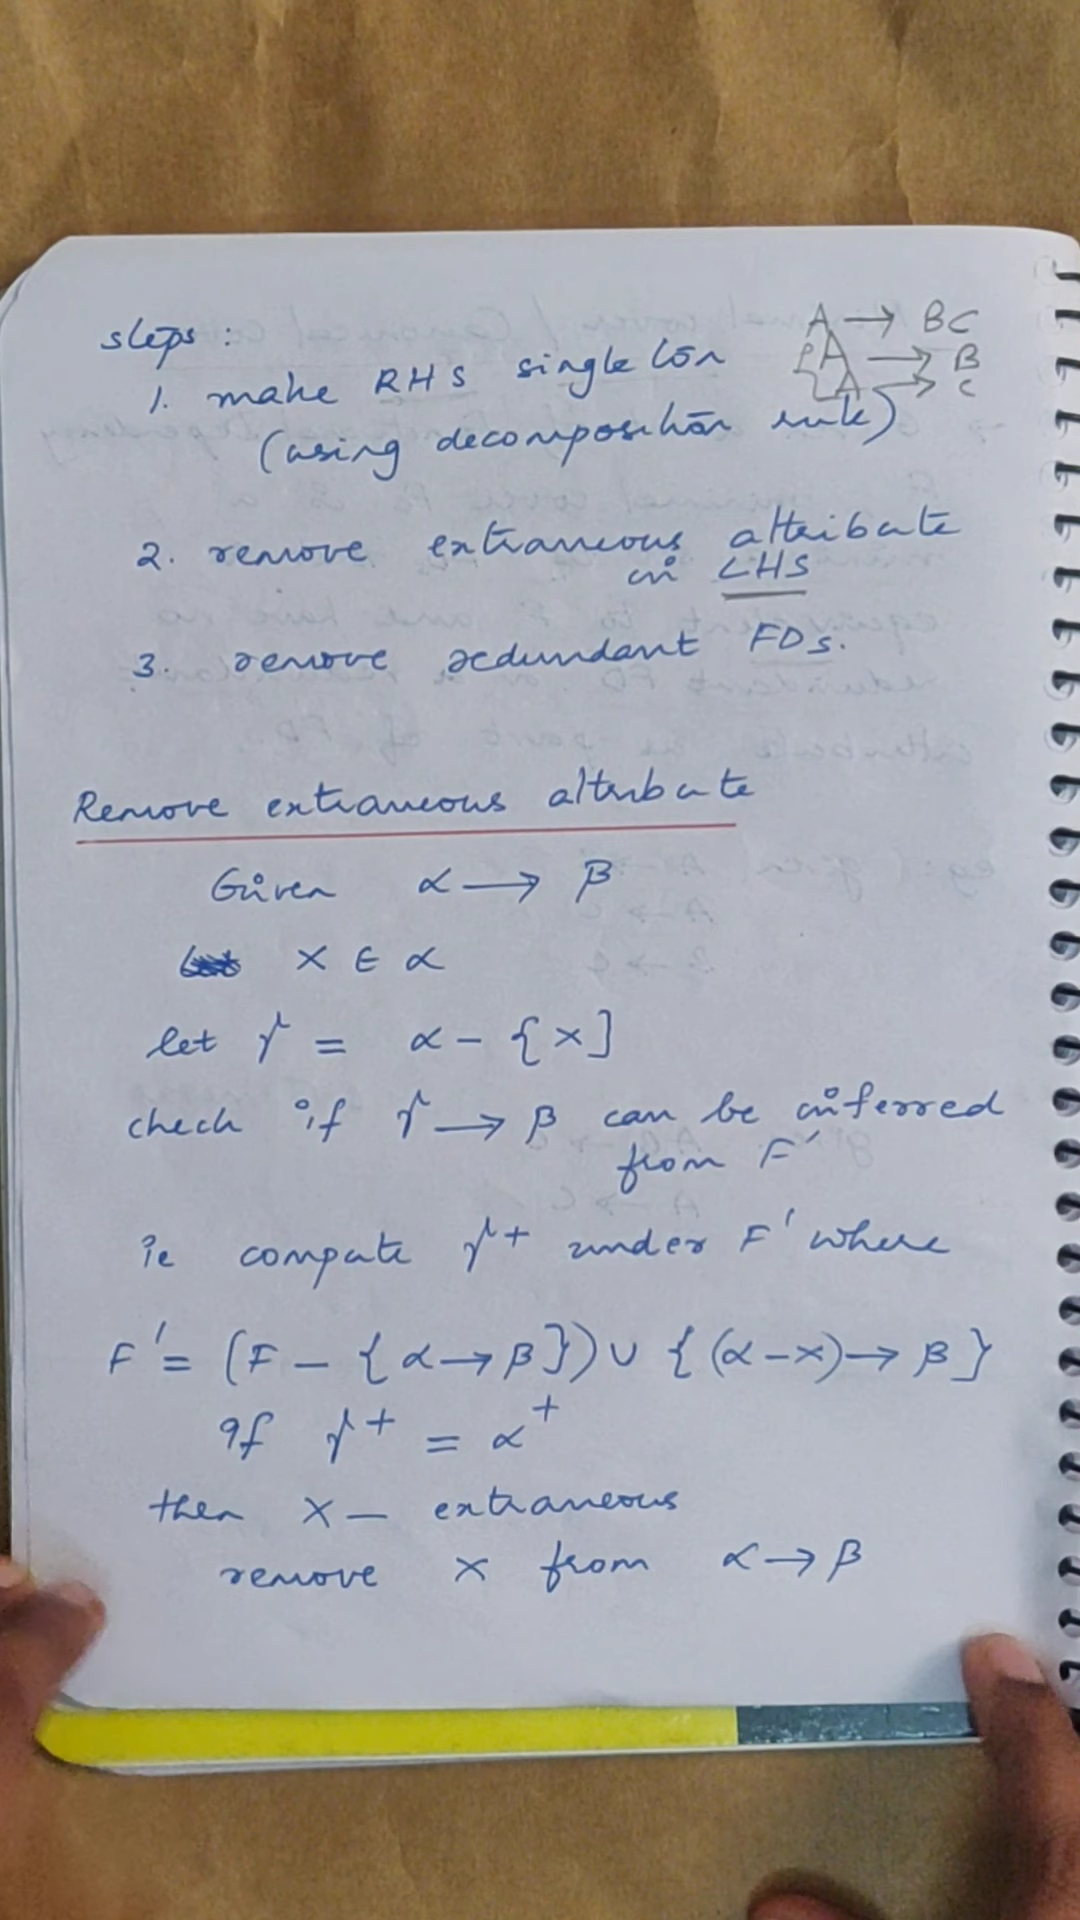 steps:
A → BC
1. make RHS singleton
A → B
A → C
(using decomposition rule)
2. remove extraneous attribute
in LHS
3. remove redundant FDs.
Remove extraneous attribute
Given α → β
X ∈ α
let γ = α - {x}
check if γ → β can be inferred
from F'
ie compute γ+ under F' where
F' = (F - {α → β}) ∪ {(α-x) → β}
If γ+ = α+
then X - extraneous
remove x from α → β